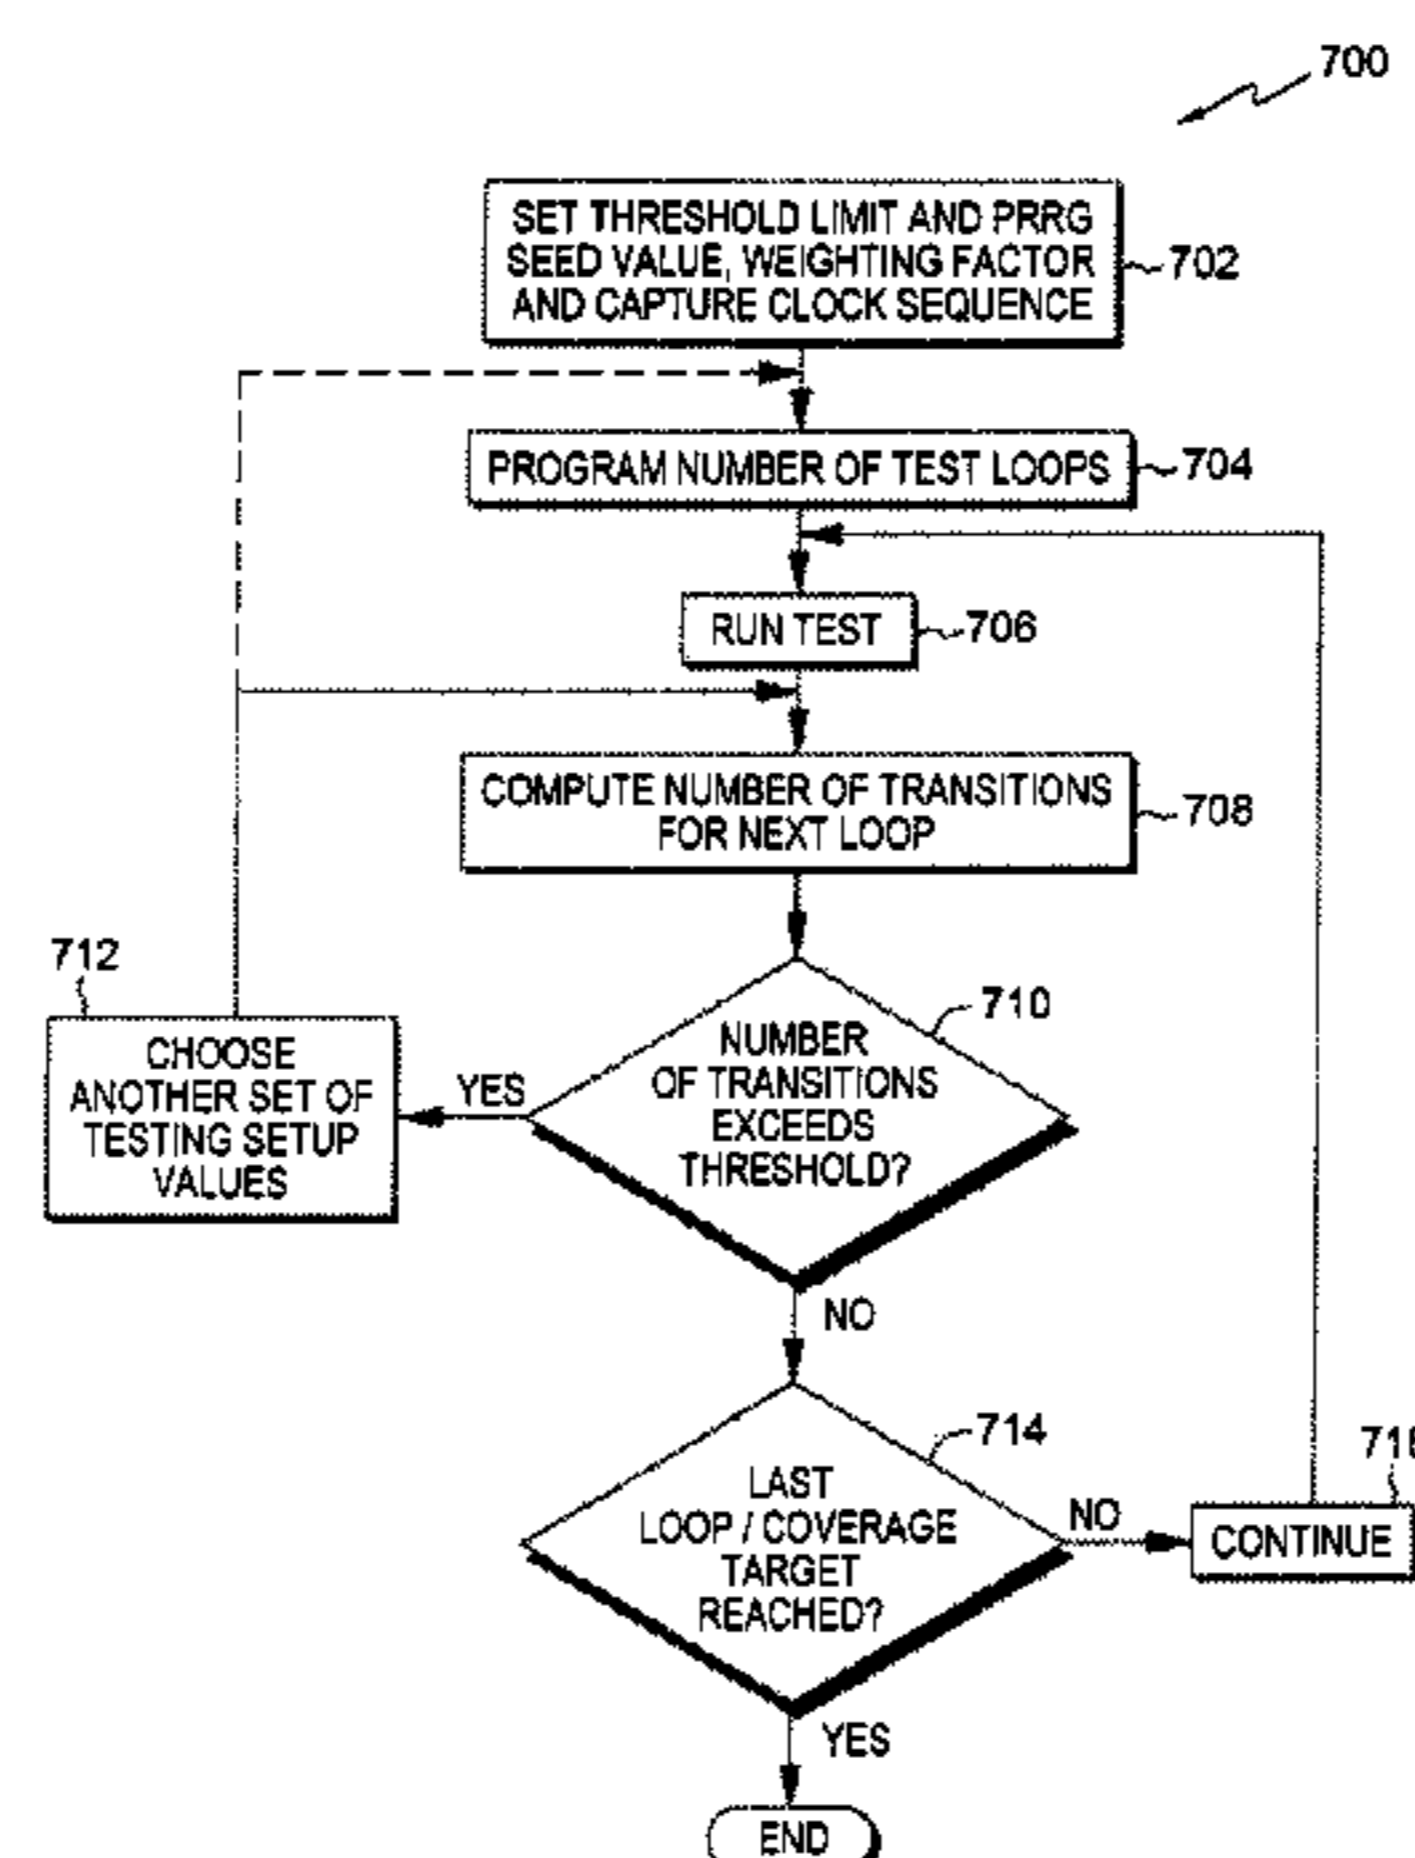 700
SET THRESHOLD LIMIT AND PRRG
SEED VALUE, WEIGHTING FACTOR
AND CAPTURE CLOCK SEQUENCE
702
PROGRAM NUMBER OF TEST LOOPS
704
RUN TEST
706
COMPUTE NUMBER OF TRANSITIONS
FOR NEXT LOOP
708
712
CHOOSE
ANOTHER SET OF
TESTING SETUP
VALUES
YES
710
NUMBER
OF TRANSITIONS
EXCEEDS
THRESHOLD?
NO
714
LAST
LOOP / COVERAGE
TARGET
REACHED?
NO
CONTINUE
YES
END